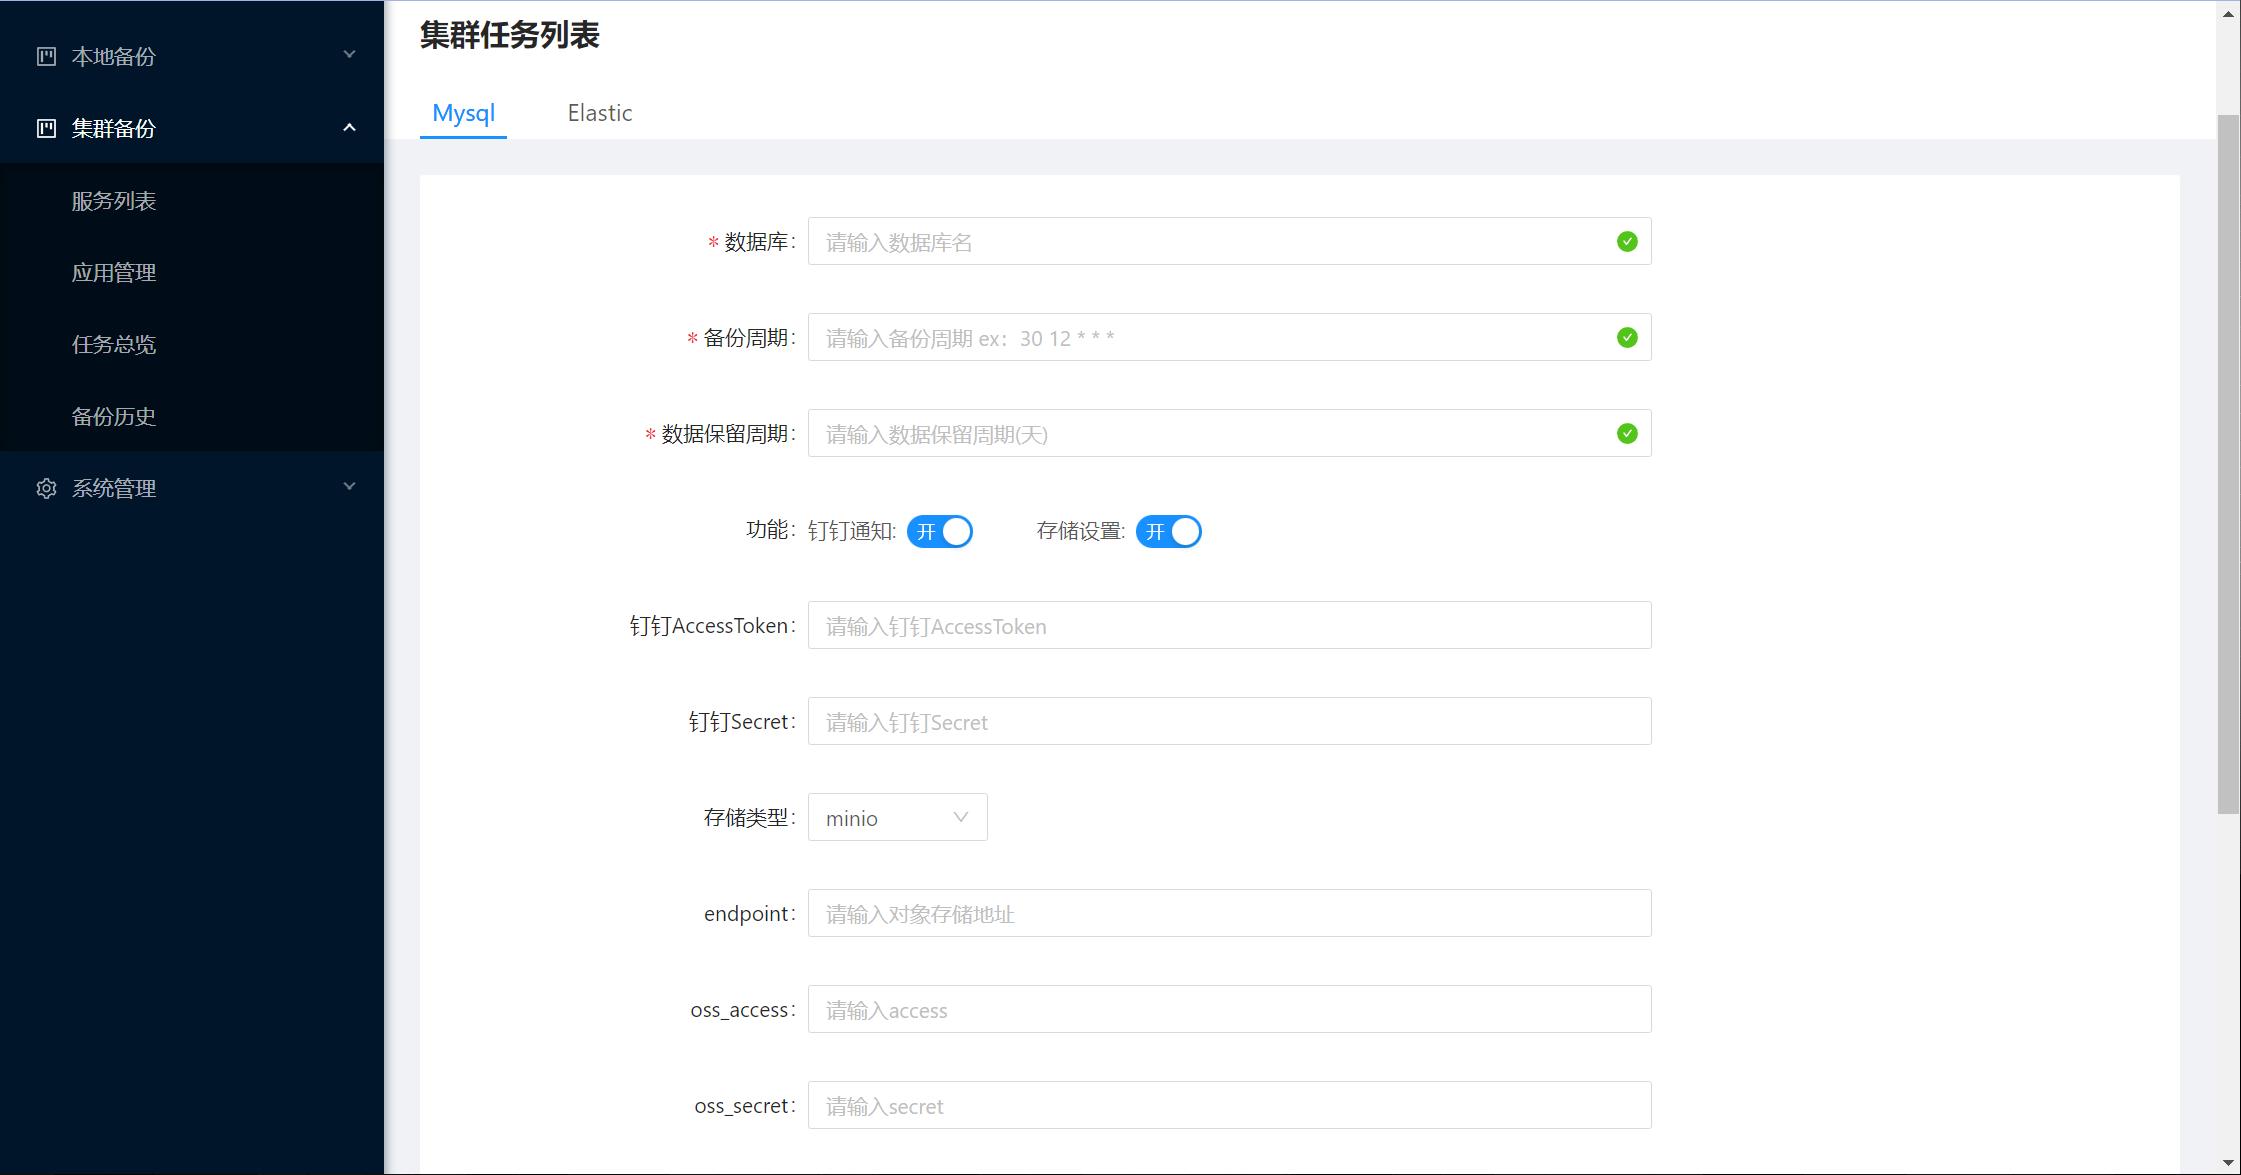 本地备份
集群备份
服务列表
应用管理
任务总览
备份历史
系统管理
集群任务列表
Mysql Elastic
* 数据库: 请输入数据库名
* 备份周期: 请输入备份周期 ex：30 12 * * *
* 数据保留周期: 请输入数据保留周期(天)
功能: 钉钉通知: 开 存储设置: 开
钉钉AccessToken: 请输入钉钉AccessToken
钉钉Secret: 请输入钉钉Secret
存储类型: minio
endpoint: 请输入对象存储地址
oss_access: 请输入access
oss_secret: 请输入secret